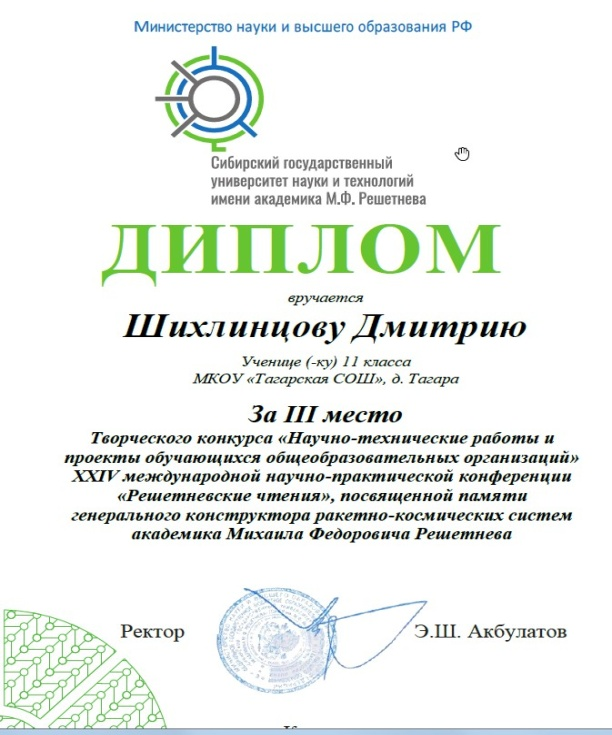 Министерство науки и высшего образования РФ
Сибирский государственный
университет науки и технологий
имени академика М.Ф. Решетнева
ДИПЛОМ
вручается
Шихлинцову Дмитрию
Ученице (-ку) 11 класса
МКОУ «Тагарская СОШ», д. Тагара
За III место
Творческого конкурса «Научно-технические работы и
проекты обучающихся общеобразовательных организаций»
XXIV международной научно-практической конференции
«Решетневские чтения», посвященной памяти
генерального конструктора ракетно-космических систем
академика Михаила Федоровича Решетнева
Ректор
Э.Ш. Акбулатов